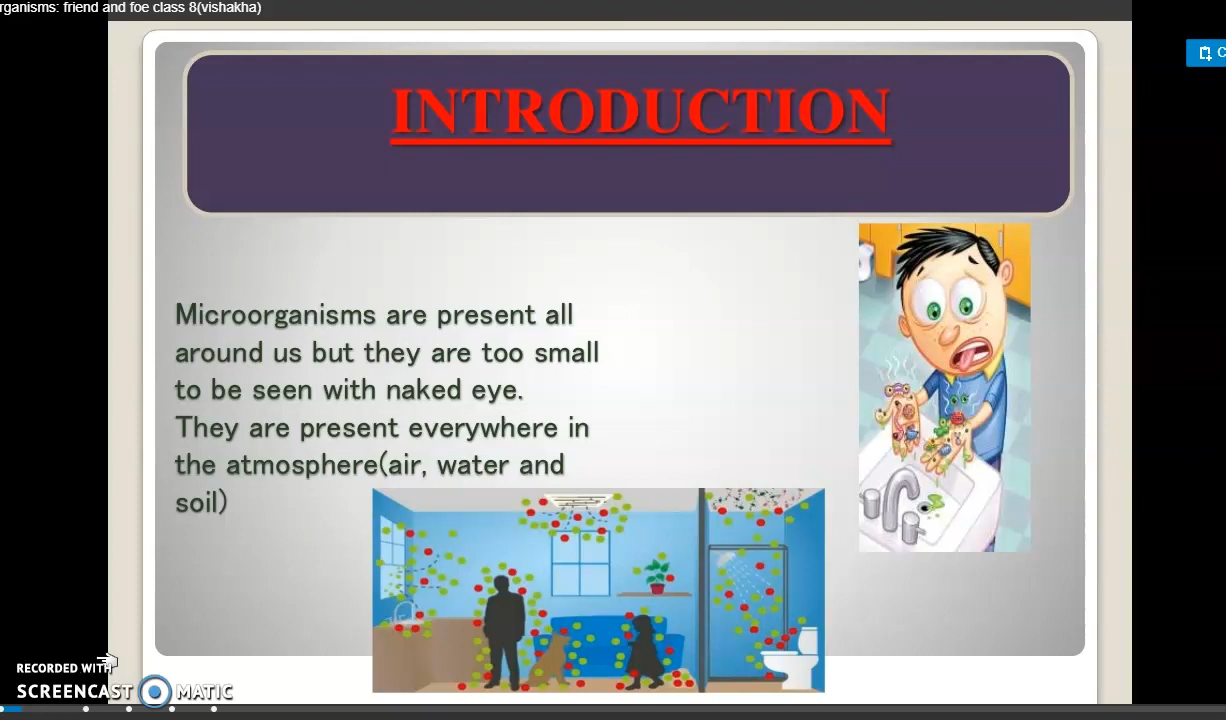 rganisms: friend and foe class 8(vishakha)
INTRODUCTION
Microorganisms are present all
around us but they are too small
to be seen with naked eye.
They are present everywhere in
the atmosphere(air, water and
soil)
RECORDED WITH
SCREENCAST MATIC